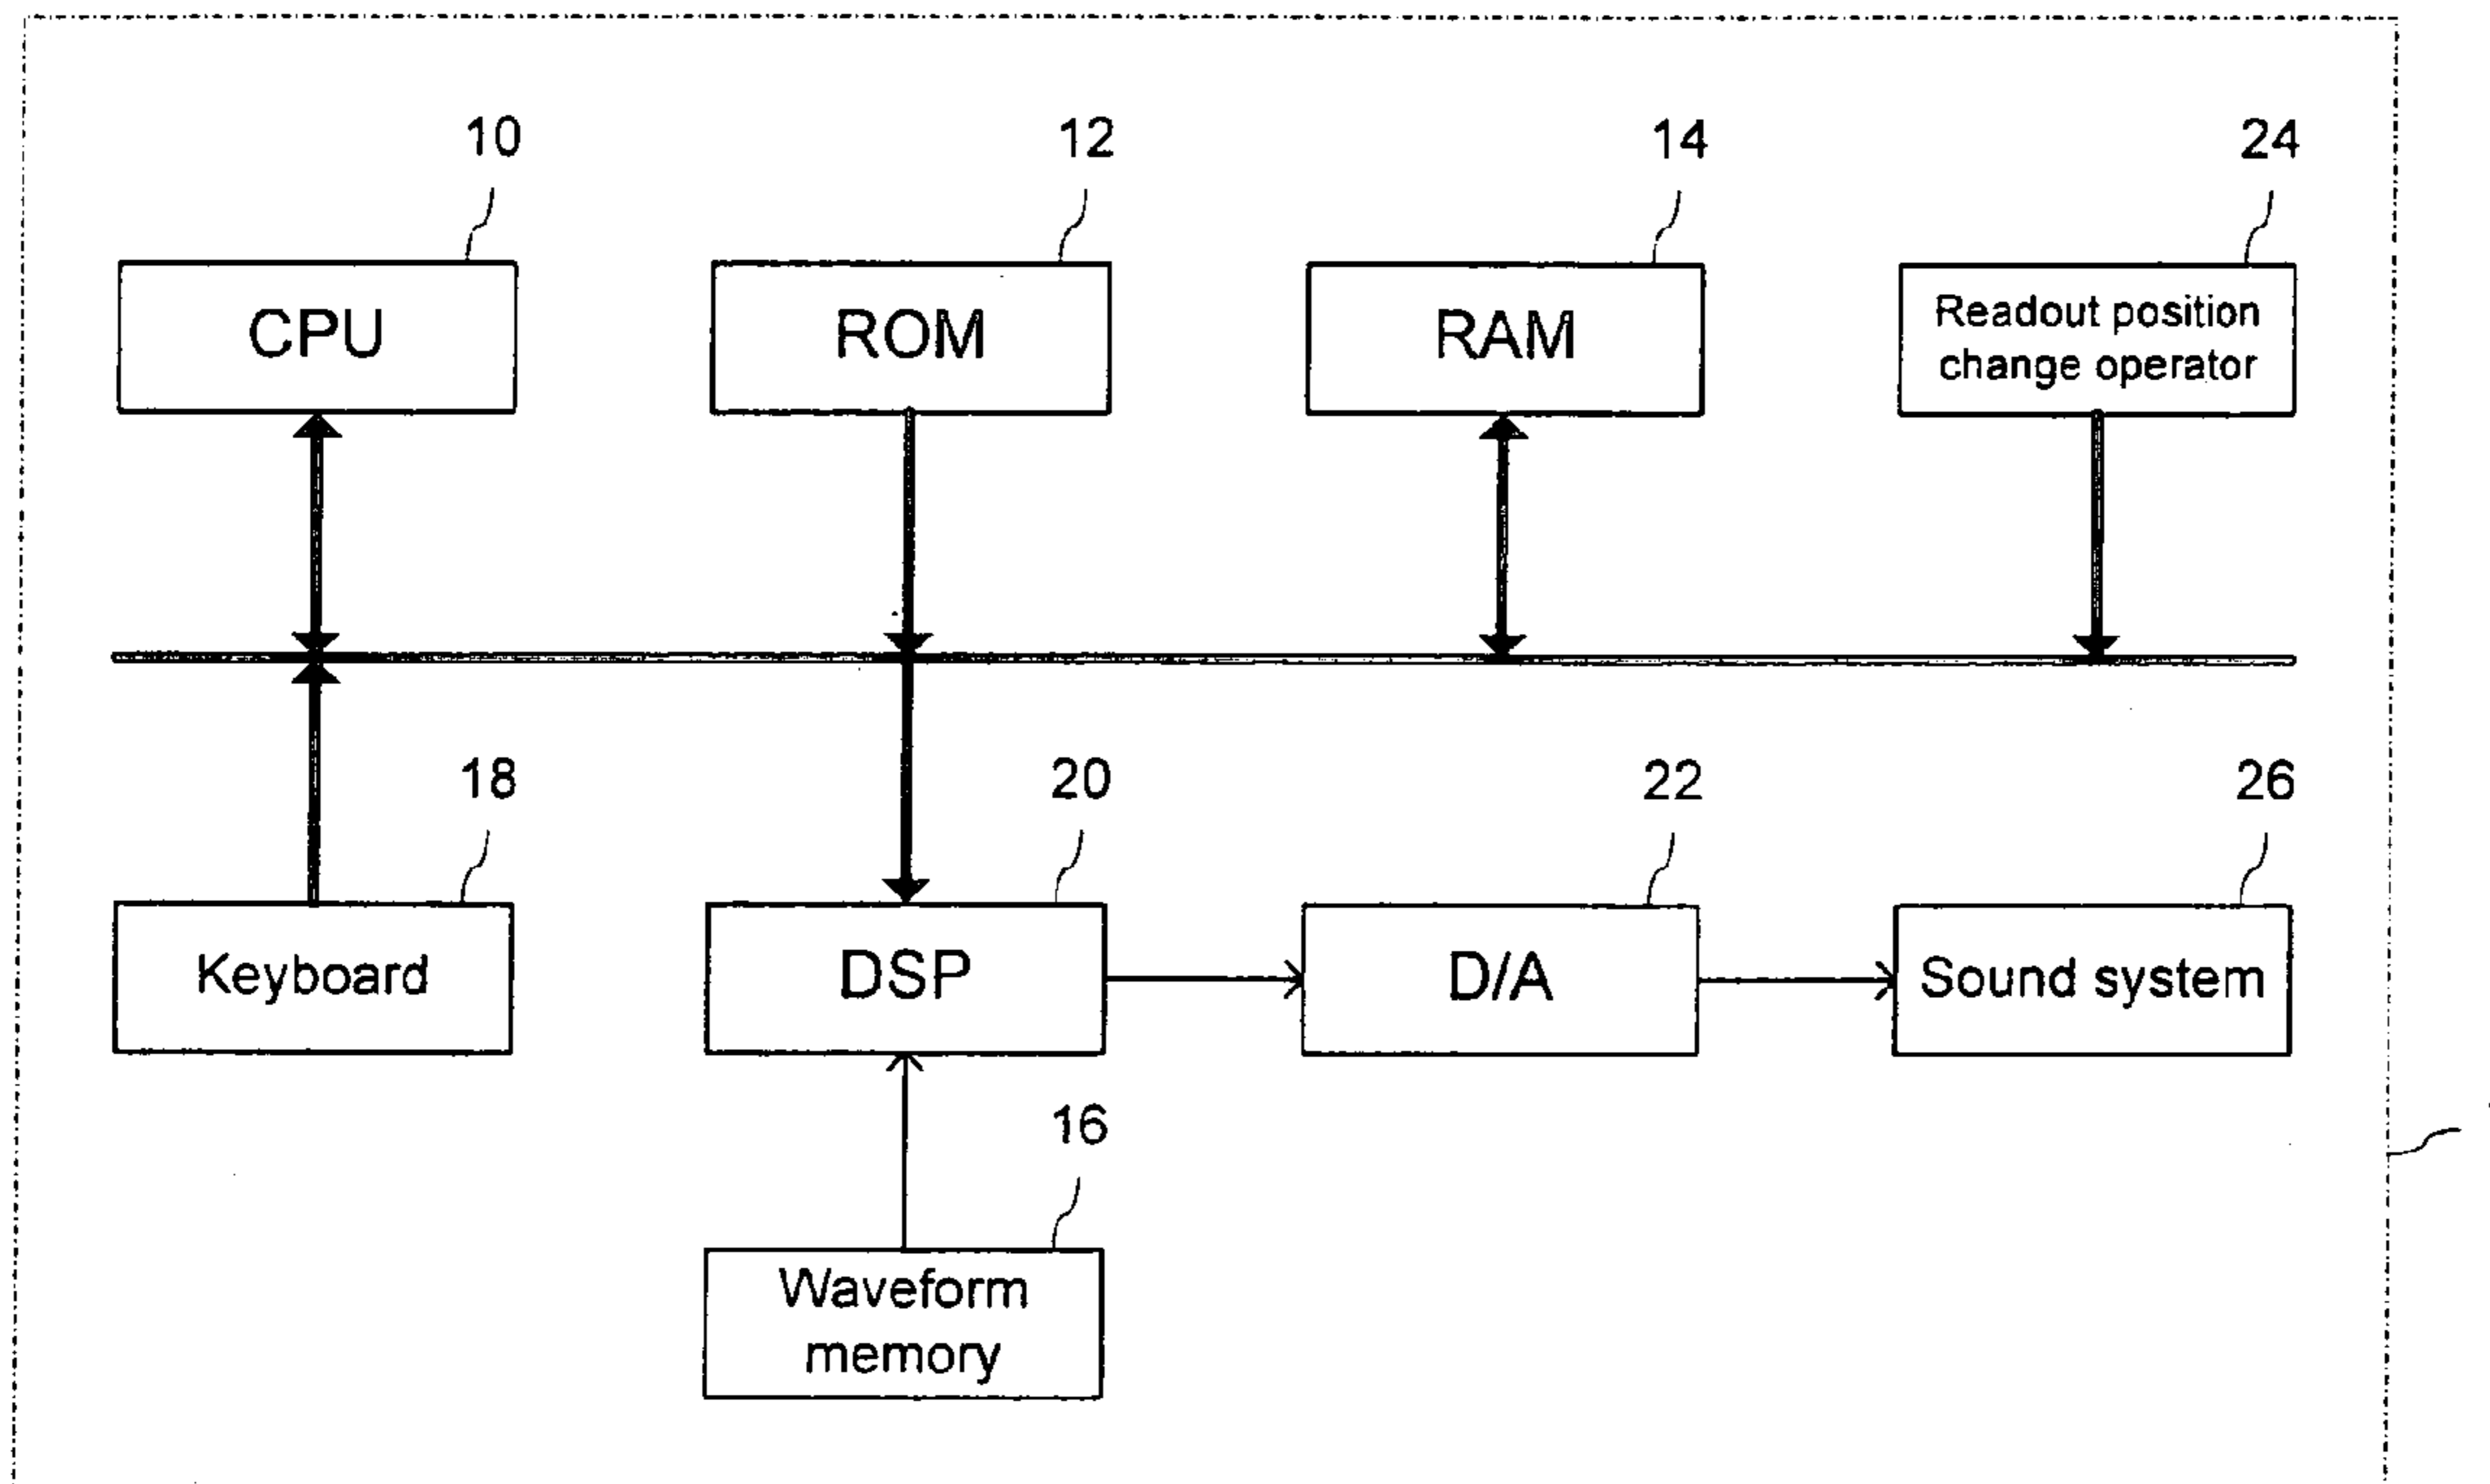 10
12
14
24
CPU
ROM
RAM
Readout position
change operator
18
20
22
26
Keyboard
DSP
D/A
Sound system
16
Waveform
memory